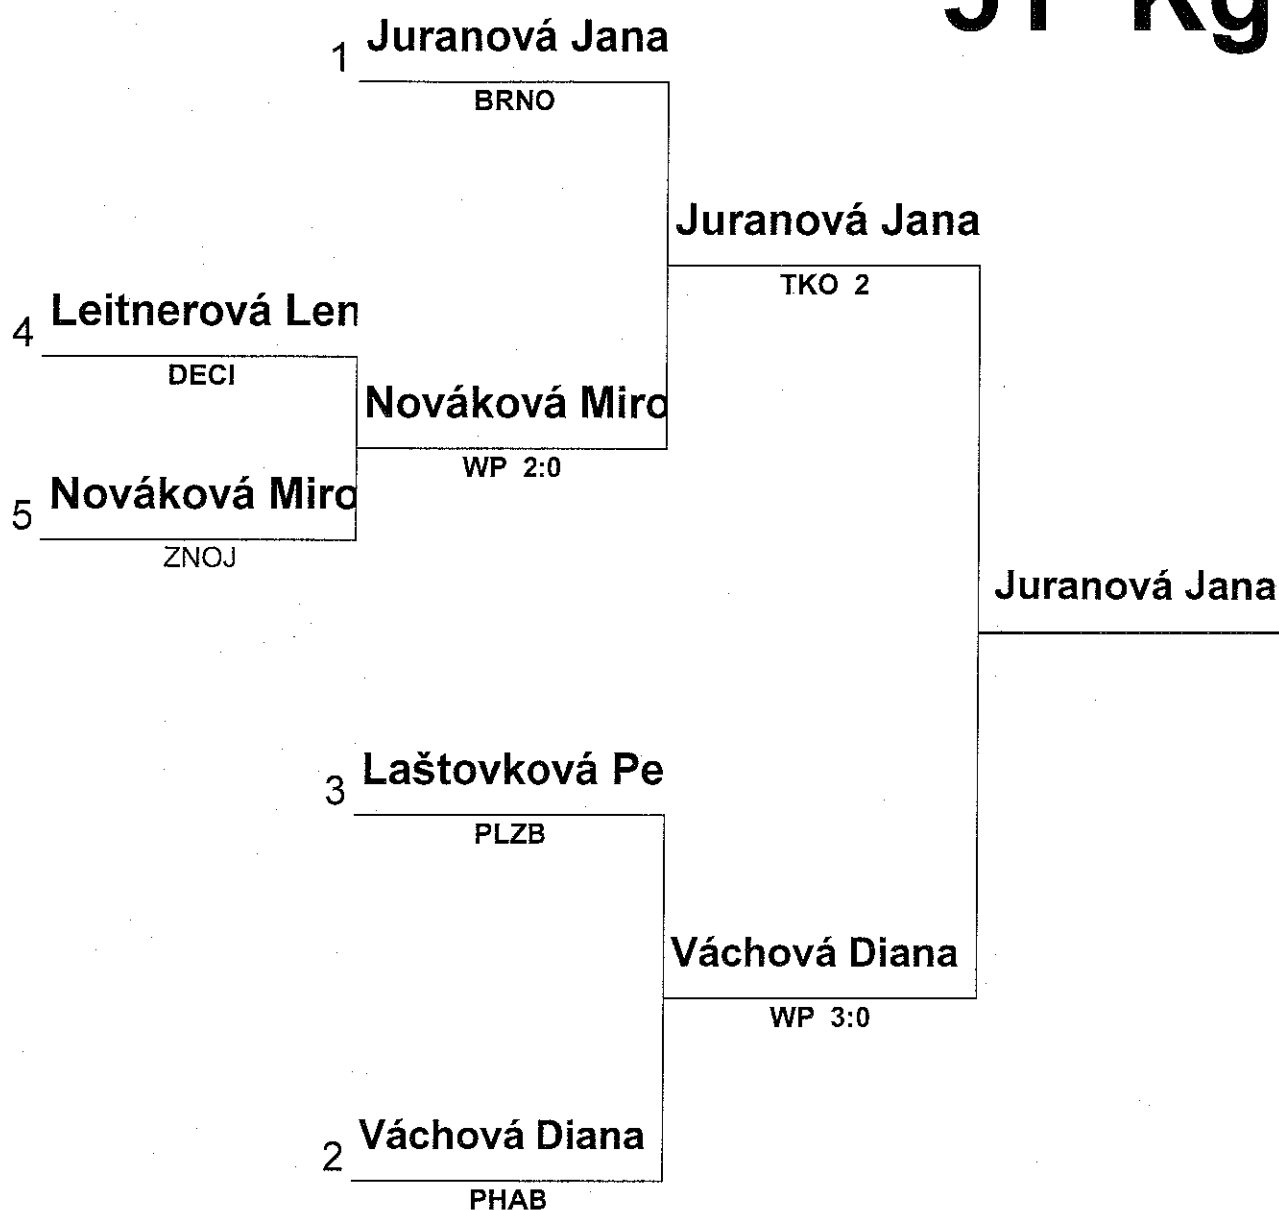 Kg
1 Juranová Jana
BRNO
Juranová Jana
TKO 2
4 Leitnerová Len
DECI
Nováková Miro
WP 2:0
5 Nováková Miro
ZNOJ
Juranová Jana
3 Laštovková Pe
PLZB
Váchová Diana
WP 3:0
2 Váchová Diana
PHAB